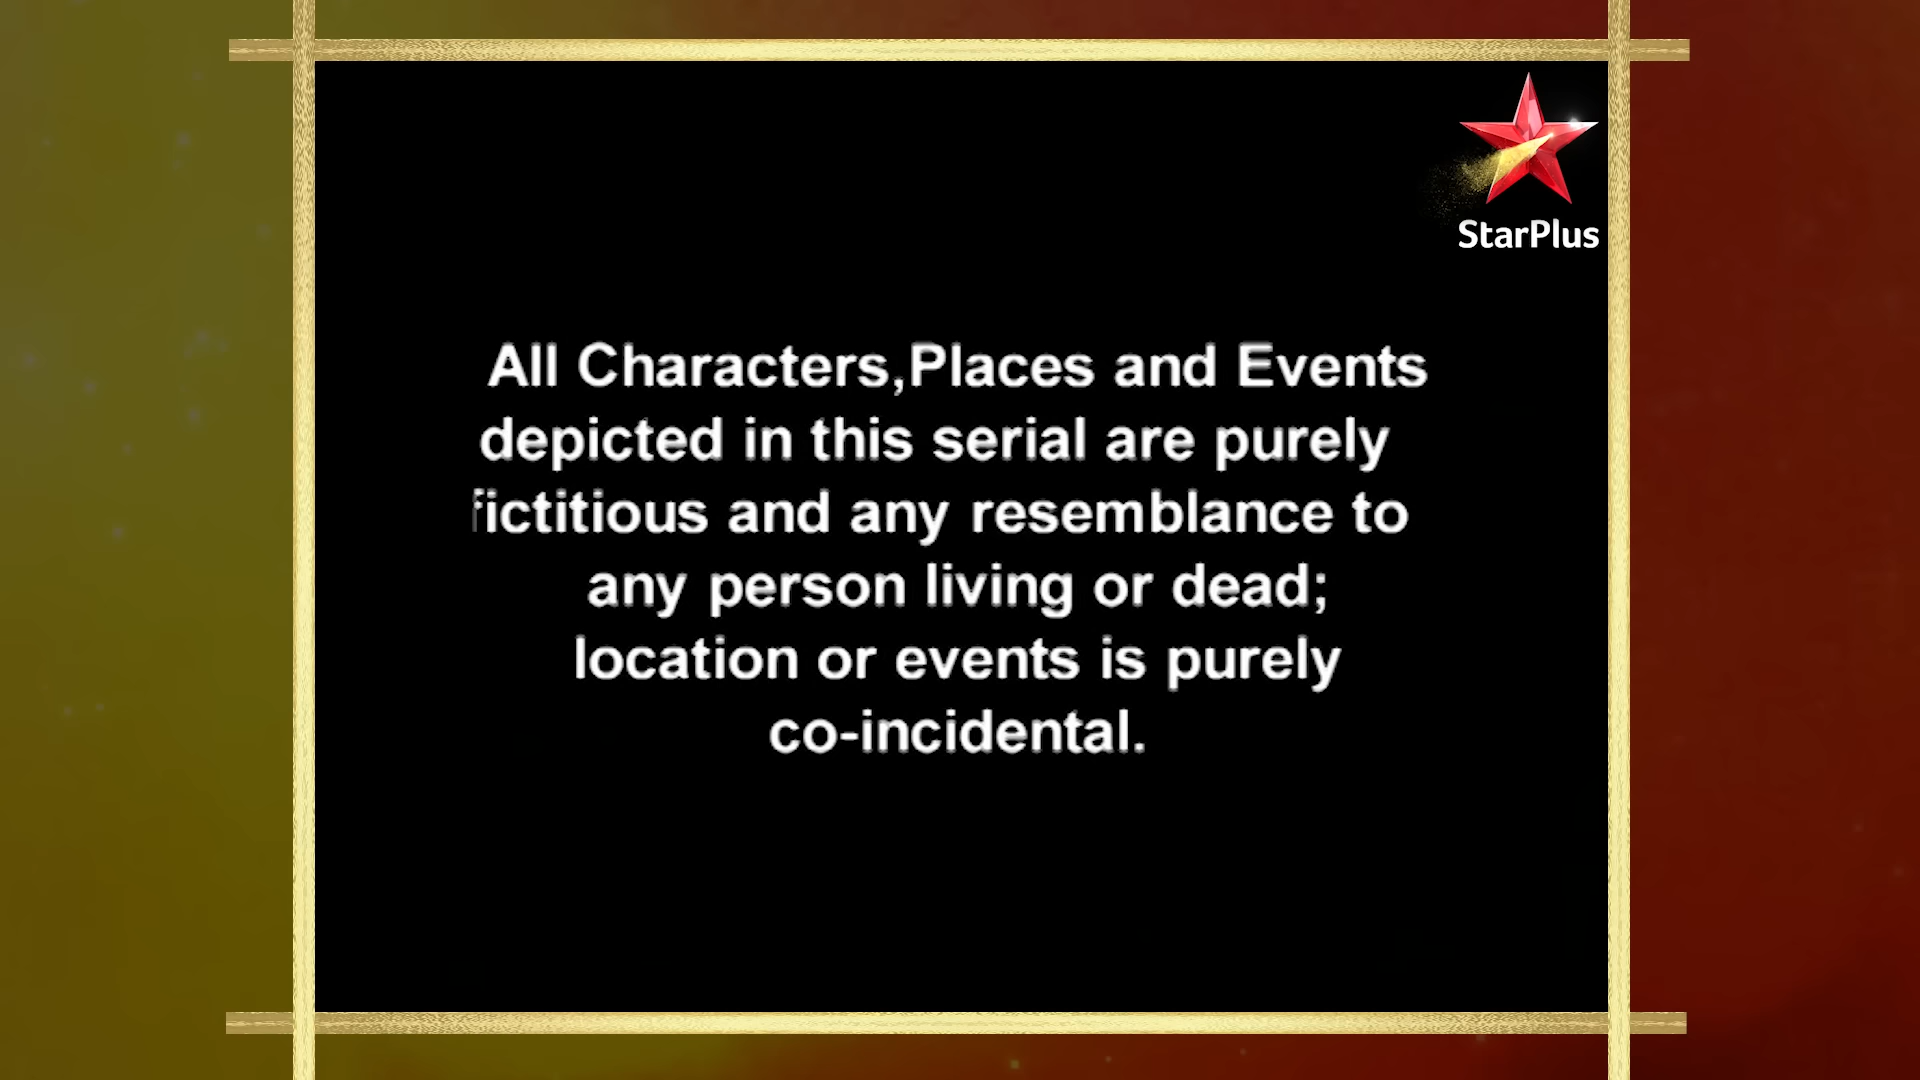 StarPlus
All Characters,Places and Events
depicted in this serial are purely
fictitious and any resemblance to
any person living or dead;
location or events is purely
co-incidental.